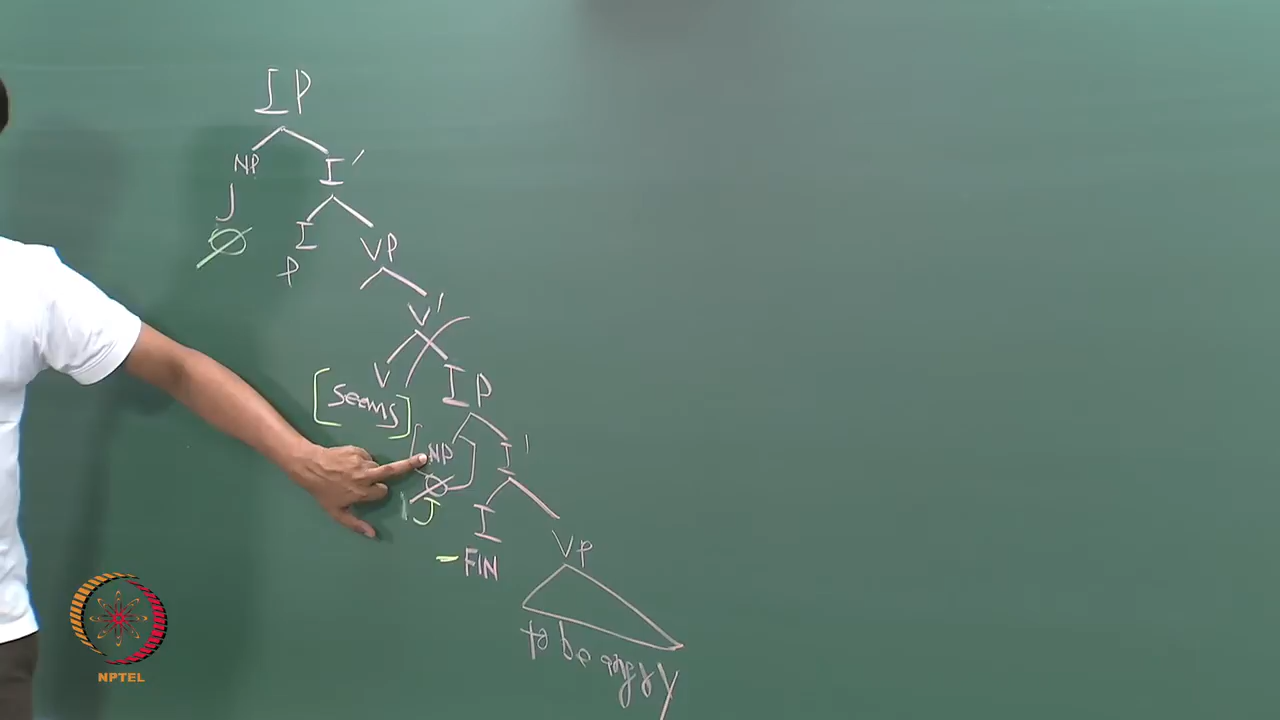 IP
NP I'
J I VP
Ø P
V'
V IP
[seems]
NP I'
Ø
J I VP
-FIN
to be angry
NPTEL